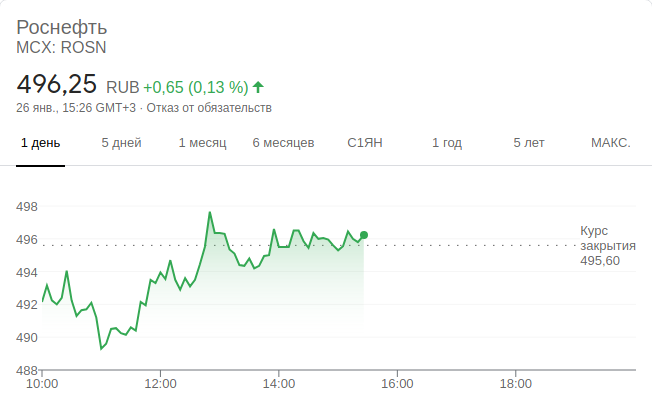 Роснефть
MCX: ROSN
496,25 RUB +0,65 (0,13 %)
26 янв., 15:26 GMT+3 · Отказ от обязательств
1 день 5 дней 1 месяц 6 месяцев С1ЯН 1 год 5 лет МАКС.
498
496
494
492
490
488
Курс
закрытия
495,60
10:00 12:00 14:00 16:00 18:00